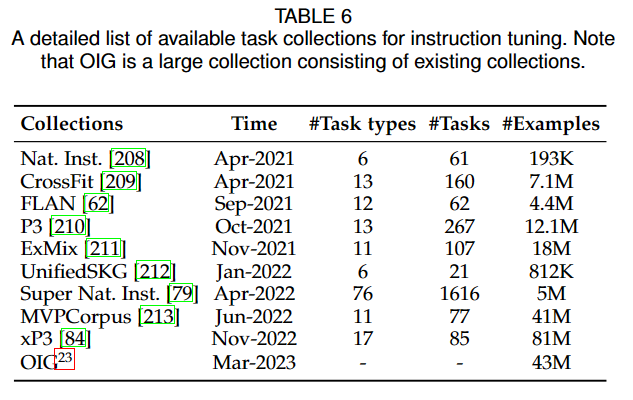 TABLE 6
A detailed list of available task collections for instruction tuning. Note
that OIG is a large collection consisting of existing collections.
Collections Time #Task types #Tasks #Examples
Nat. Inst. [208] Apr-2021 6 61 193K
CrossFit [209] Apr-2021 13 160 7.1M
FLAN [62] Sep-2021 12 62 4.4M
P3 [210] Oct-2021 13 267 12.1M
ExMix [211] Nov-2021 11 107 18M
UnifiedSKG [212] Jan-2022 6 21 812K
Super Nat. Inst. [79] Apr-2022 76 1616 5M
MVPCorpus [213] Jun-2022 11 77 41M
xP3 [84] Nov-2022 17 85 81M
OIG23 Mar-2023 - - 43M